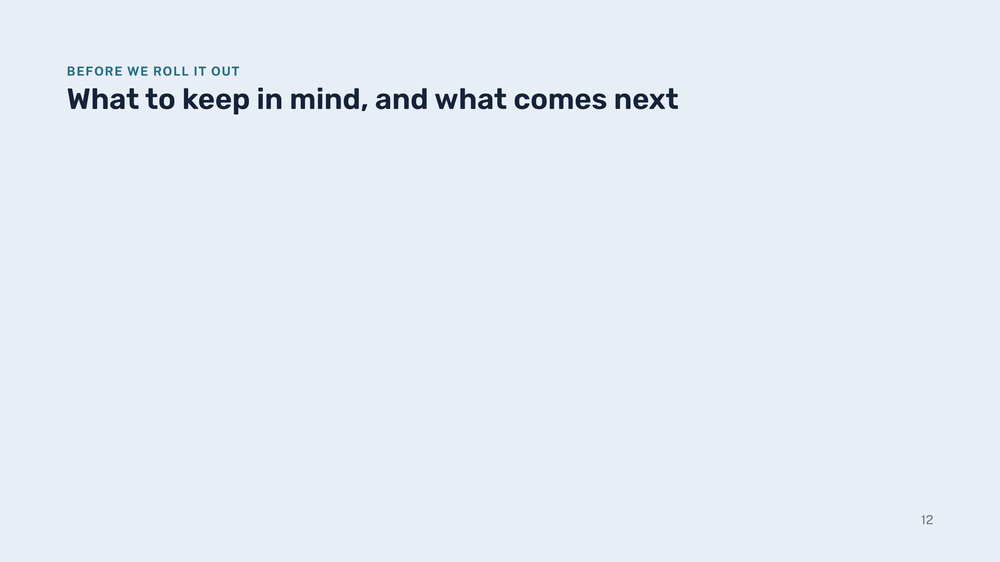 BEFORE WE ROLL IT OUT
What to keep in mind, and what comes next
12